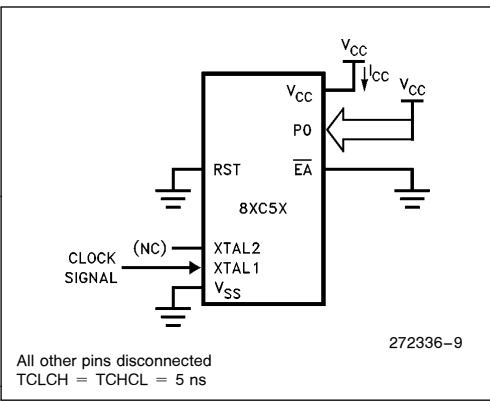 VCC
ICC
VCC
VCC
P0
RST
EA
8XC5X
(NC)
XTAL2
CLOCK
SIGNAL
XTAL1
VSS
272336–9
All other pins disconnected
TCLCH = TCHCL = 5 ns